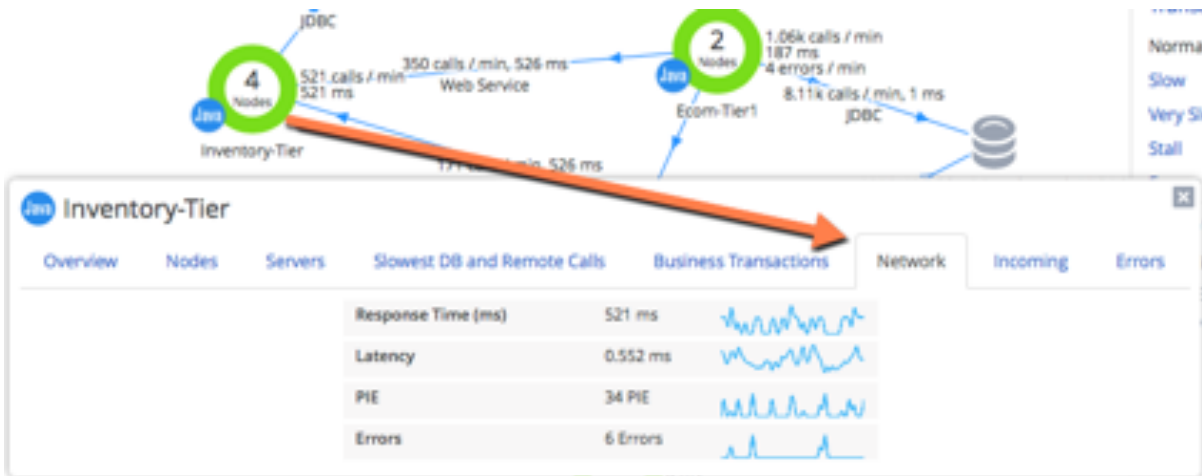 JDBC
4
Nodes
Java
Inventory-Tier
521 calls / min
521 ms
350 calls / min, 526 ms
Web Service
2
Nodes
Java
Ecom-Tier1
1.06k calls / min
187 ms
4 errors / min
8.11k calls / min, 1 ms
JDBC
min, 526 ms
Slow
Stall
Java Inventory-Tier
Overview Nodes Servers Slowest DB and Remote Calls Business Transactions Network Incoming Errors
Response Time (ms) 521 ms
Latency 0.552 ms
PIE 34 PIE
Errors 6 Errors